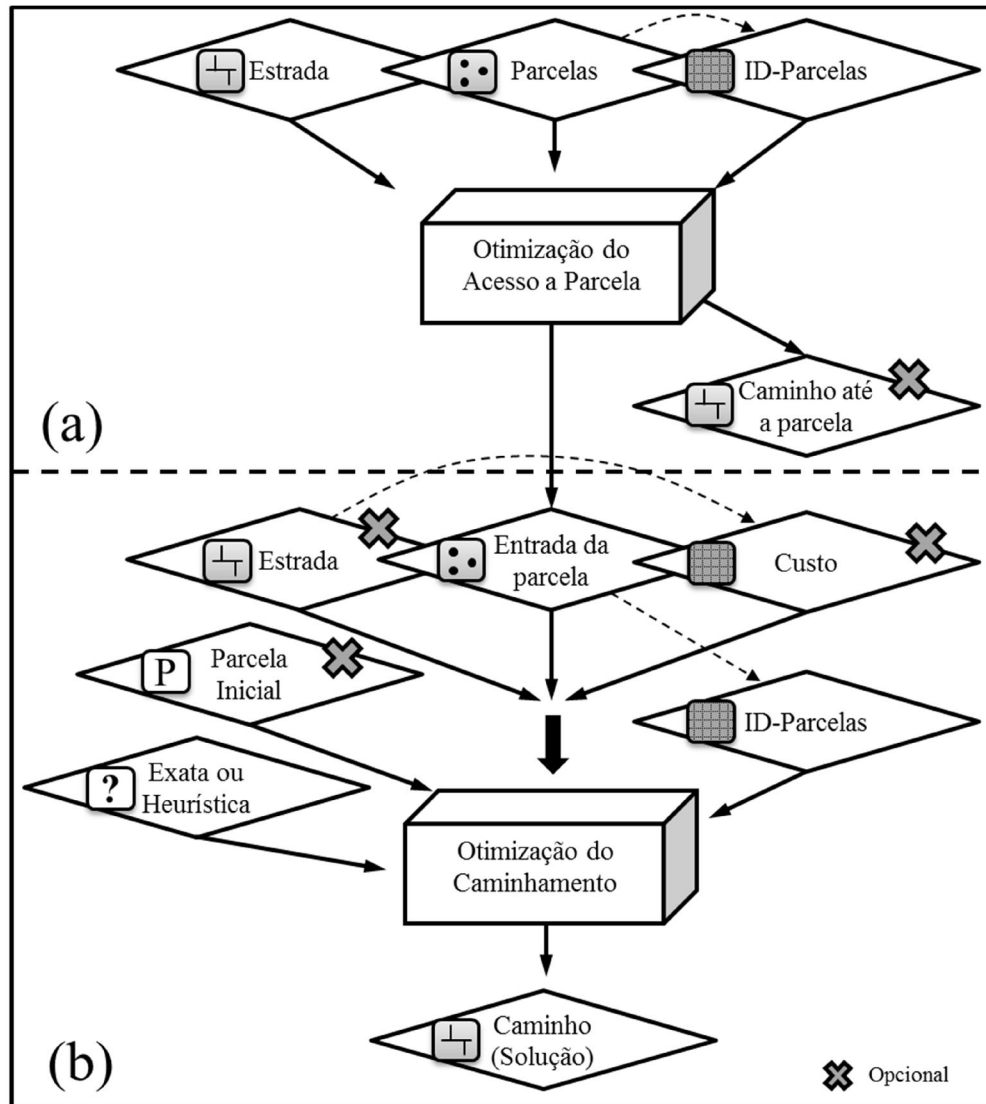 Estrada
Parcelas
ID-Parcelas
Otimização do
Acesso a Parcela
Caminho até
a parcela
(a)
Estrada
Entrada da
parcela
Custo
P
Parcela
Inicial
ID-Parcelas
?
Exata ou
Heurística
Otimização do
Caminhamento
Caminho
(Solução)
(b)
Opcional